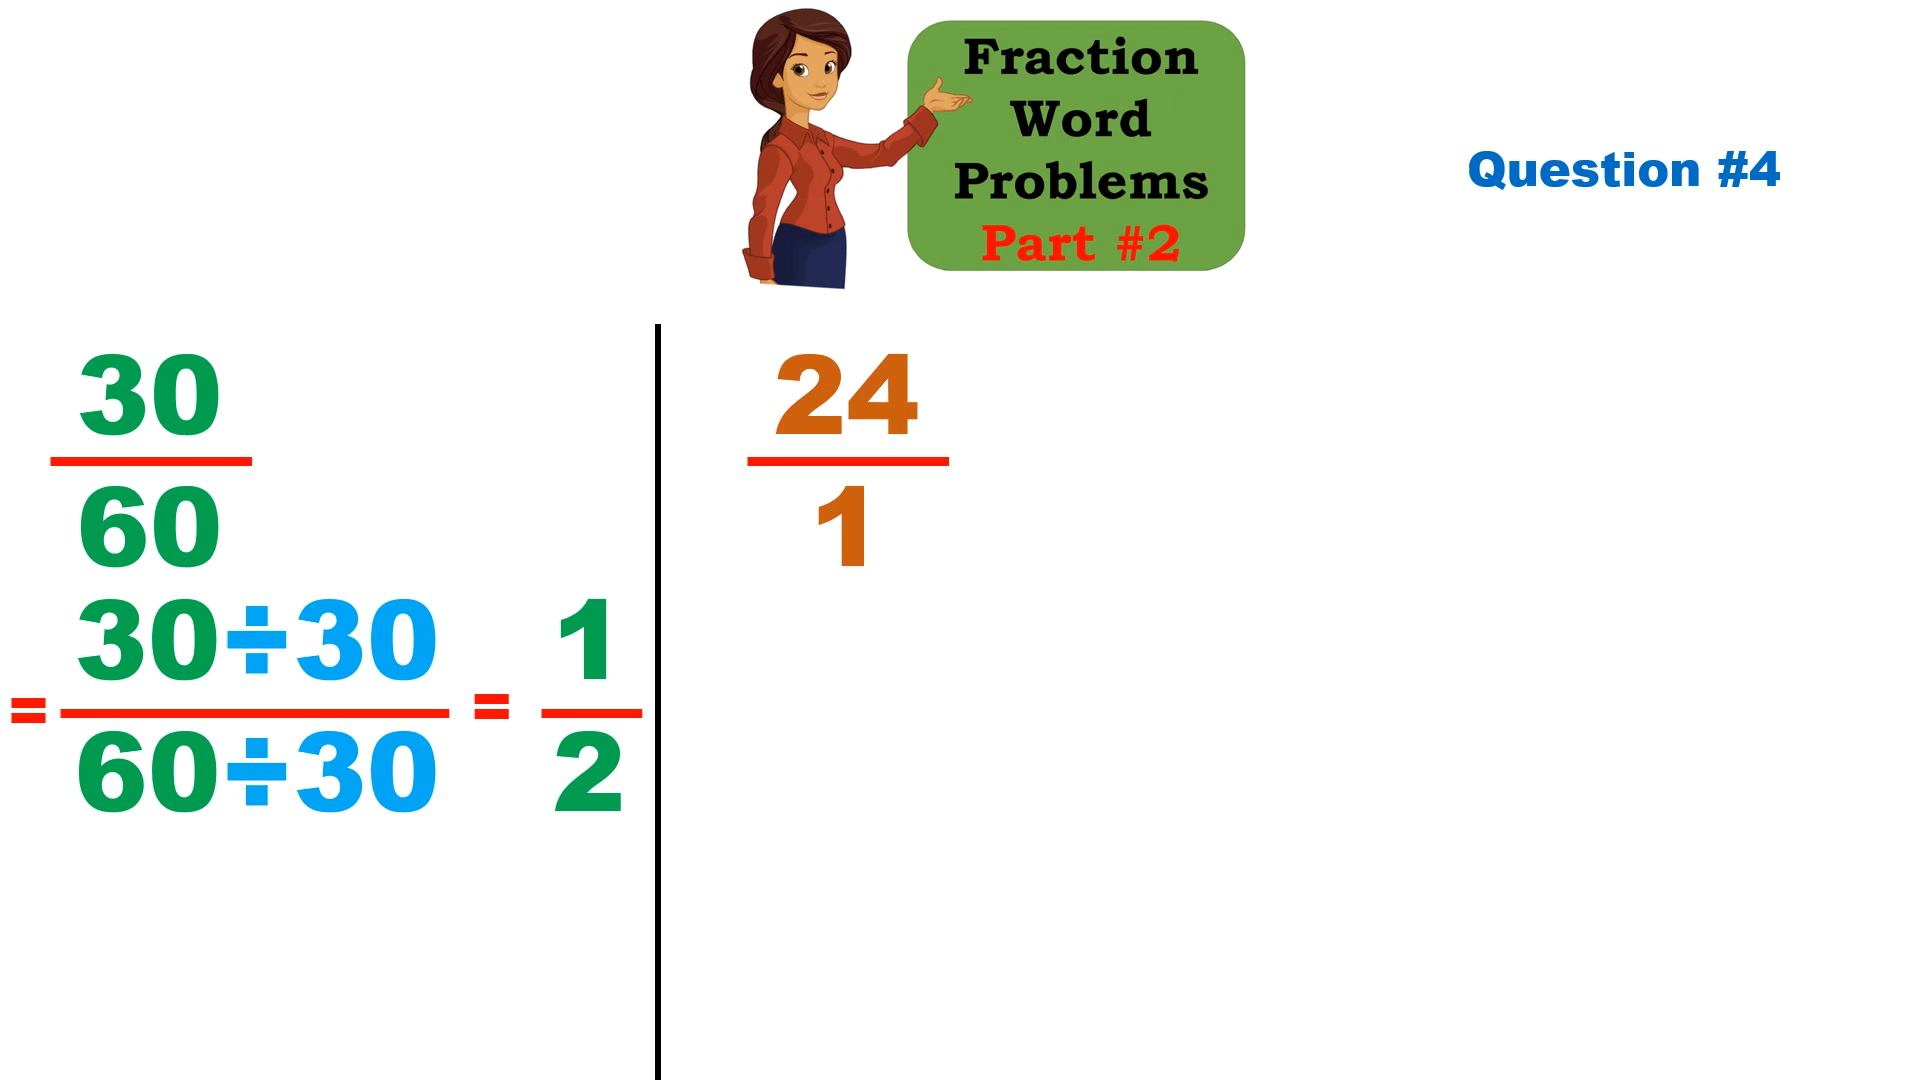 Fraction
Word
Problems
Part #2
Question #4
30
60
= 30÷30 = 1
60÷30 2
24
1